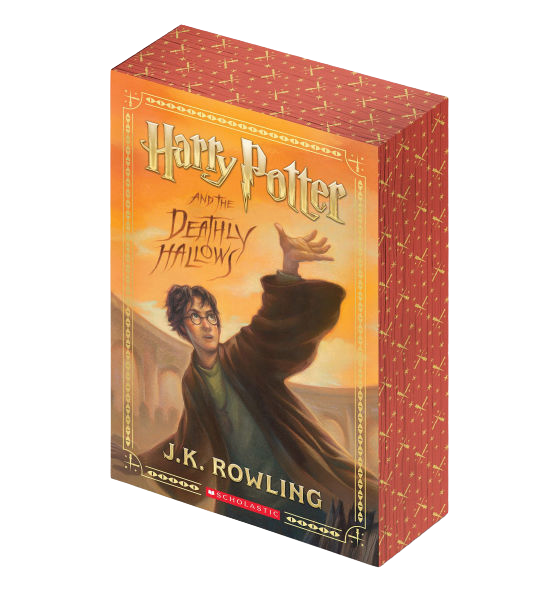 Harry Potter
AND THE
DEATHLY
HALLOWS
J.K. ROWLING
SCHOLASTIC